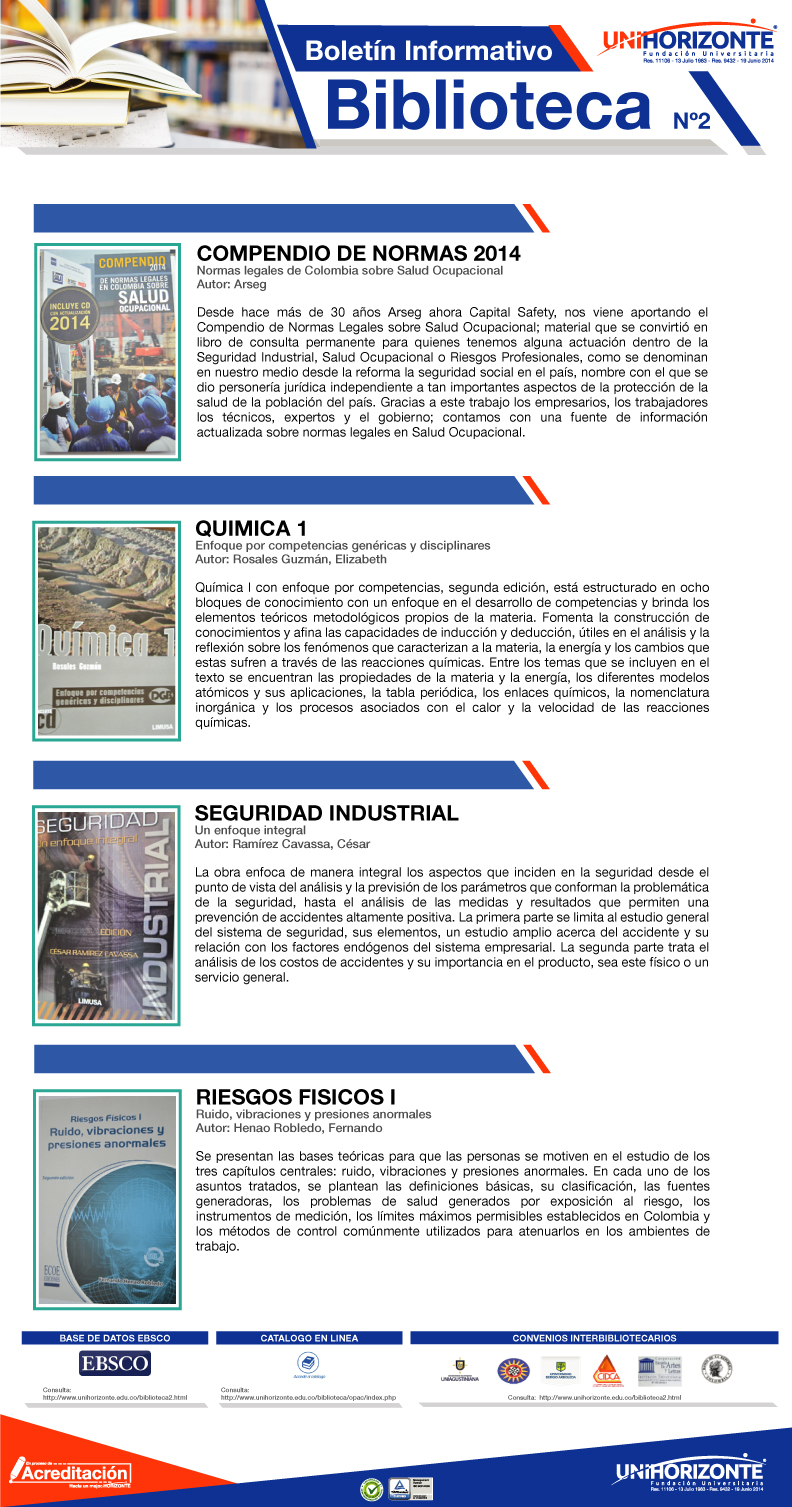 Boletín Informativo
Biblioteca Nº2
UNIHORIZONTE
Fundación Universitaria
Res. 11106 - 13 Julio 1983 - Res. 9432 - 19 Junio 2014
COMPENDIO 2014
DE NORMAS LEGALES
EN COLOMBIA SOBRE
SALUD
OCUPACIONAL
INCLUYE CD
CON ACTUALIZACIÓN
2014
COMPENDIO DE NORMAS 2014
Normas legales de Colombia sobre Salud Ocupacional
Autor: Arseg
Desde hace más de 30 años Arseg ahora Capital Safety, nos viene aportando el
Compendio de Normas Legales sobre Salud Ocupacional; material que se convirtió en
libro de consulta permanente para quienes tenemos alguna actuación dentro de la
Seguridad Industrial, Salud Ocupacional o Riesgos Profesionales, como se denominan
en nuestro medio desde la reforma la seguridad social en el país, nombre con el que se
dio personería jurídica independiente a tan importantes aspectos de la protección de la
salud de la población del país. Gracias a este trabajo los empresarios, los trabajadores
los técnicos, expertos y el gobierno; contamos con una fuente de información
actualizada sobre normas legales en Salud Ocupacional.
Química 1
Rosales Guzmán
Enfoque por competencias
genéricas y disciplinares
DGB
cd
LIMUSA
QUIMICA 1
Enfoque por competencias genéricas y disciplinares
Autor: Rosales Guzmán, Elizabeth
Química I con enfoque por competencias, segunda edición, está estructurado en ocho
bloques de conocimiento con un enfoque en el desarrollo de competencias y brinda los
elementos teóricos metodológicos propios de la materia. Fomenta la construcción de
conocimientos y afina las capacidades de inducción y deducción, útiles en el análisis y la
reflexión sobre los fenómenos que caracterizan a la materia, la energía y los cambios que
estas sufren a través de las reacciones químicas. Entre los temas que se incluyen en el
texto se encuentran las propiedades de la materia y la energía, los diferentes modelos
atómicos y sus aplicaciones, la tabla periódica, los enlaces químicos, la nomenclatura
inorgánica y los procesos asociados con el calor y la velocidad de las reacciones
químicas.
SEGURIDAD
Un enfoque integral
INDUSTRIAL
EDICIÓN
CÉSAR RAMÍREZ CAVASSA
LIMUSA
SEGURIDAD INDUSTRIAL
Un enfoque integral
Autor: Ramírez Cavassa, César
La obra enfoca de manera integral los aspectos que inciden en la seguridad desde el
punto de vista del análisis y la previsión de los parámetros que conforman la problemática
de la seguridad, hasta el análisis de las medidas y resultados que permiten una
prevención de accidentes altamente positiva. La primera parte se limita al estudio general
del sistema de seguridad, sus elementos, un estudio amplio acerca del accidente y su
relación con los factores endógenos del sistema empresarial. La segunda parte trata el
análisis de los costos de accidentes y su importancia en el producto, sea este físico o un
servicio general.
Riesgos Físicos I
Ruido, vibraciones y
presiones anormales
Segunda edición
ECOE
EDICIONES
Fernando Henao Robledo
RIESGOS FISICOS I
Ruido, vibraciones y presiones anormales
Autor: Henao Robledo, Fernando
Se presentan las bases teóricas para que las personas se motiven en el estudio de los
tres capítulos centrales: ruido, vibraciones y presiones anormales. En cada uno de los
asuntos tratados, se plantean las definiciones básicas, su clasificación, las fuentes
generadoras, los problemas de salud generados por exposición al riesgo, los
instrumentos de medición, los límites máximos permisibles establecidos en Colombia y
los métodos de control comúnmente utilizados para atenuarlos en los ambientes de
trabajo.
BASE DE DATOS EBSCO
EBSCO
Consulta:
http://www.unihorizonte.edu.co/biblioteca2.html
CATALOGO EN LINEA
Acceda al catálogo
Consulta:
http://www.unihorizonte.edu.co/biblioteca/opac/index.php
CONVENIOS INTERBIBLIOTECARIOS
UNIAGUSTINIANA
CIDCA
Artes
Letras
Consulta: http://www.unihorizonte.edu.co/biblioteca2.html
En proceso de
Acreditación
Hacia un mejor HORIZONTE
UNIHORIZONTE
Fundación Universitaria
Res. 11106 - 13 Julio 1983 - Res. 9432 - 19 Junio 2014